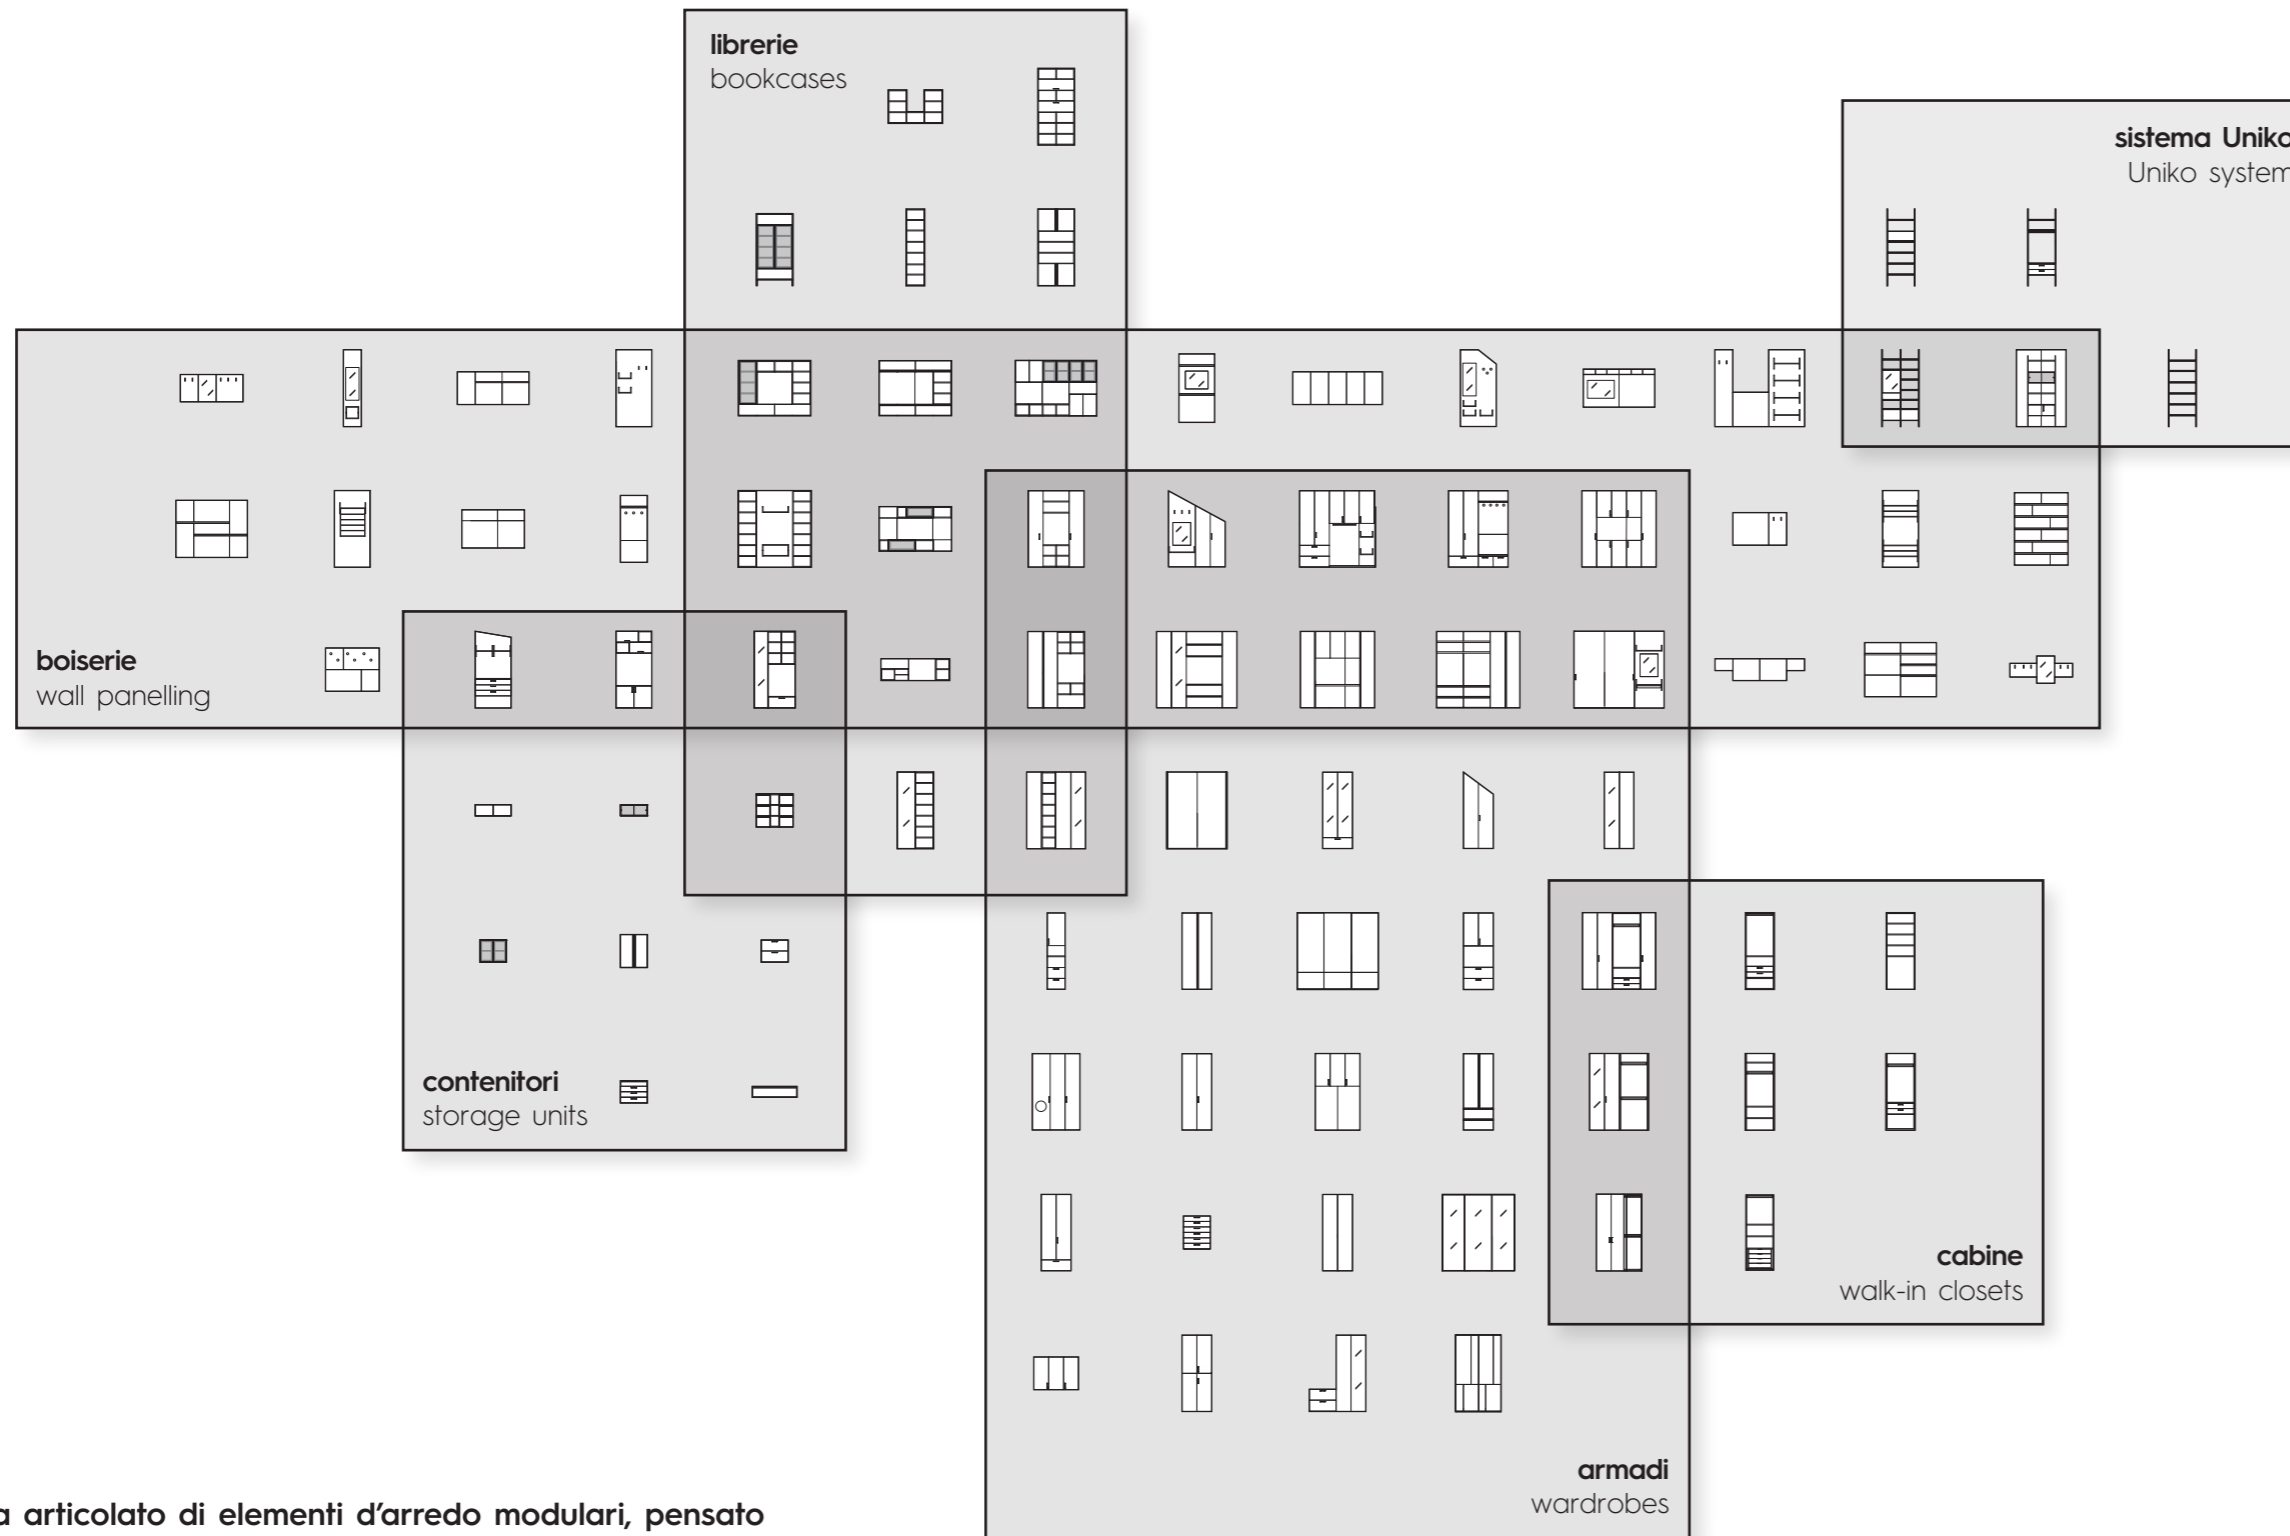 librerie
bookcases
sistema Uniko
Uniko system
boiserie
wall panelling
contenitori
storage units
cabine
walk-in closets
armadi
wardrobes
a articolato di elementi d’arredo modulari, pensato